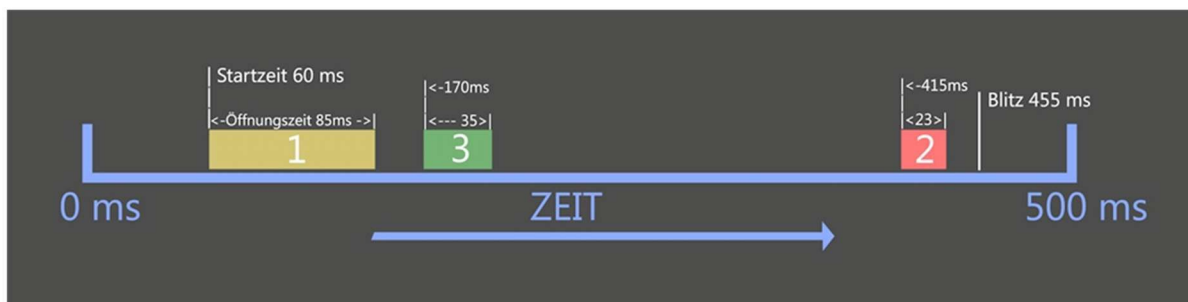 Startzeit 60 ms
<-170ms
<-415ms
Blitz 455 ms
<-Öffnungszeit 85ms ->
<--- 35>
<23>
1
3
2
0 ms
ZEIT
500 ms